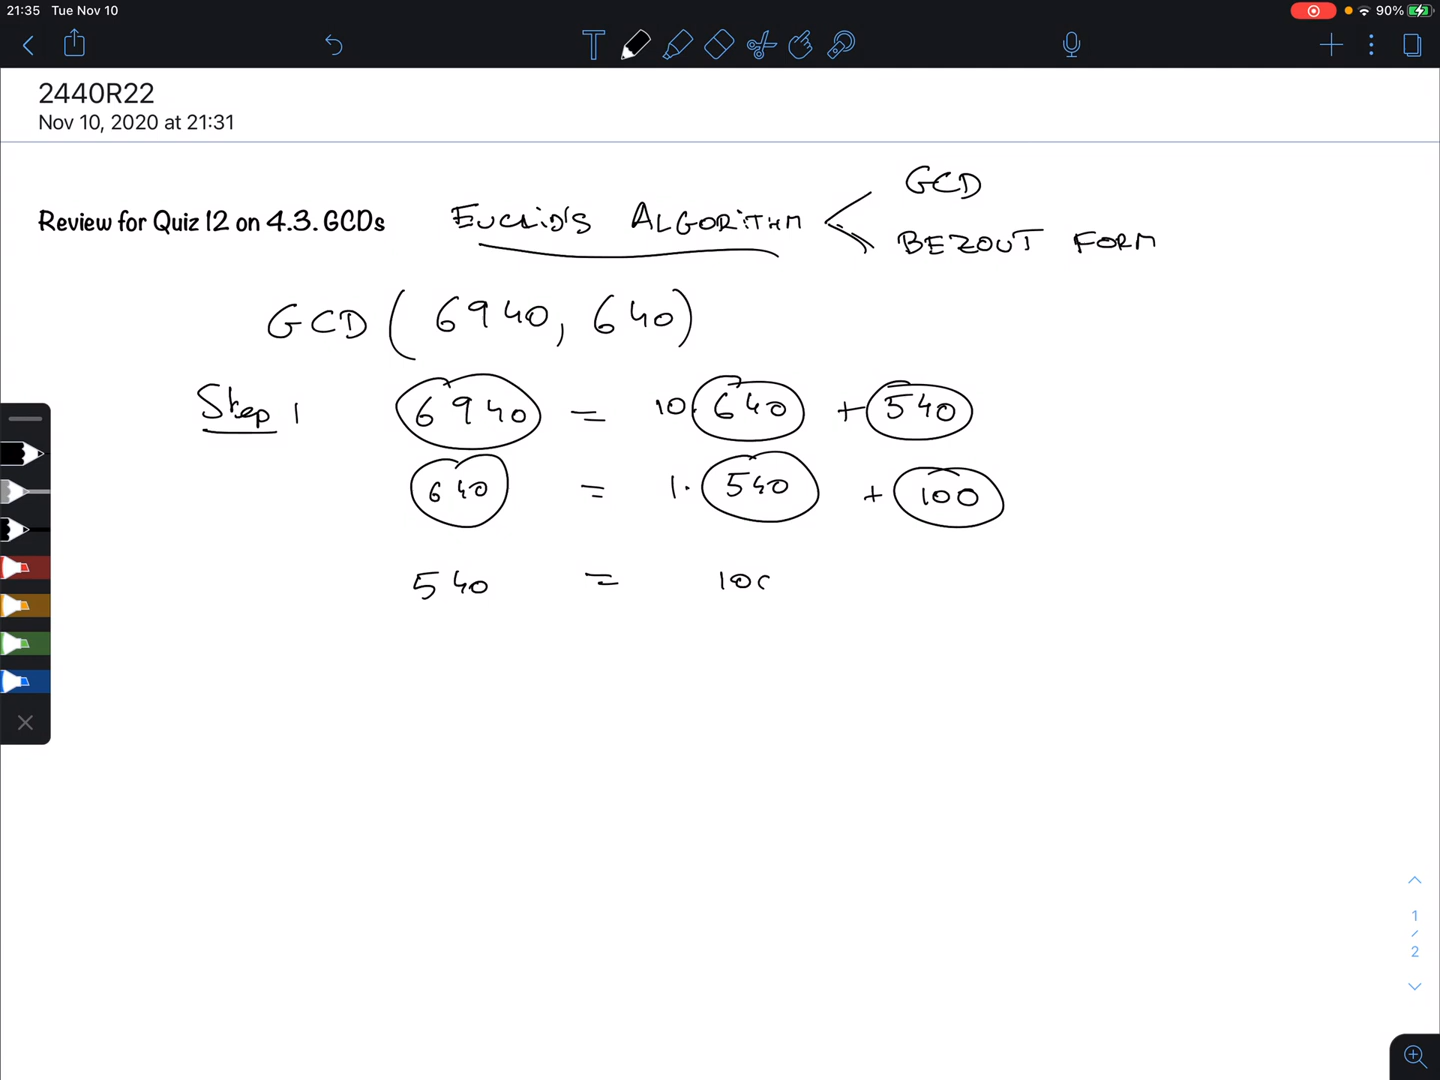 21:35 Tue Nov 10
90%
T
2440R22
Nov 10, 2020 at 21:31
GCD
Review for Quiz 12 on 4.3. GCDs EUCLID'S ALGORITHM
BEZOUT FORM
GCD ( 6940, 640)
Step 1 6940 = 10. 640 + 540
640 = 1. 540 + 100
540 = 10
1
/
2